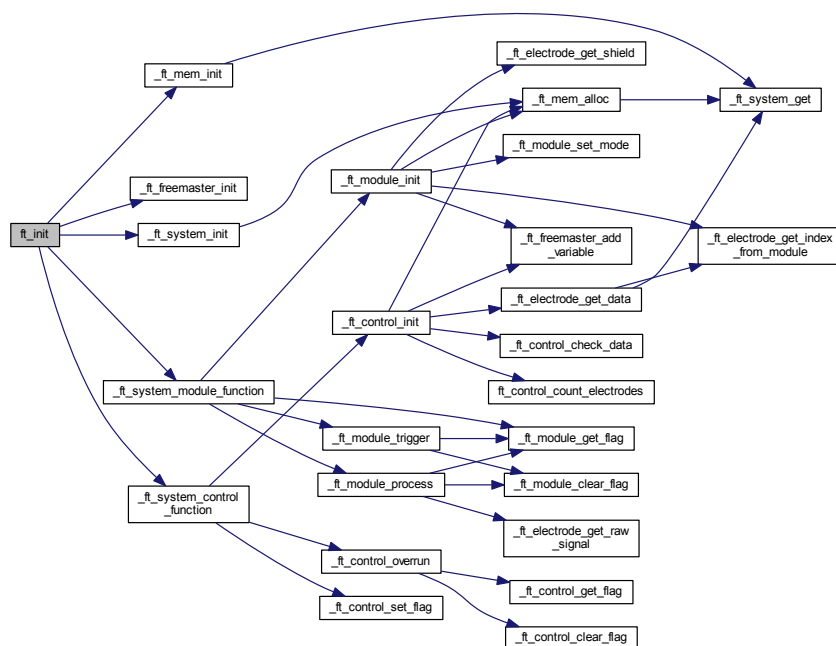 _ft_electrode_get_shield
_ft_mem_init
_ft_mem_alloc
_ft_system_get
_ft_module_set_mode
_ft_module_init
_ft_freemaster_init
ft_init
_ft_system_init
_ft_freemaster_add
_variable
_ft_electrode_get_index
_from_module
_ft_electrode_get_data
_ft_control_init
_ft_control_check_data
_ft_system_module_function
ft_control_count_electrodes
_ft_module_trigger
_ft_module_get_flag
_ft_module_process
_ft_module_clear_flag
_ft_system_control
_function
_ft_electrode_get_raw
_signal
_ft_control_overrun
_ft_control_get_flag
_ft_control_set_flag
_ft_control_clear_flag